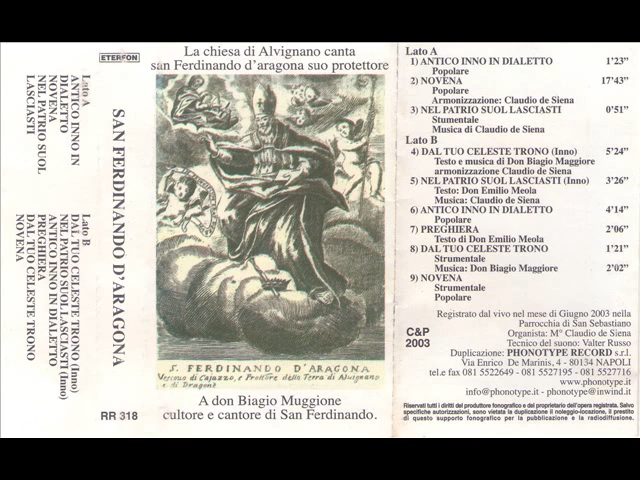 Lato A
ANTICO INNO IN
DIALETTO
NOVENA
NEL PATRIO SUOL
LASCIASTI
Lato B
DAL TUO CELESTE TRONO (Inno)
NEL PATRIO SUOL LASCIASTI (Inno)
ANTICO INNO IN DIALETTO
PREGHIERA
DAL TUO CELESTE TRONO
NOVENA
ETERFON
SAN FERDINANDO D'ARAGONA
RR 318
La chiesa di Alvignano canta
san Ferdinando d'aragona suo protettore
S. FERDINANDO D'ARAGONA
Vescouo di Cajazzo, e Prottore della Terra di Aluignano
e di Dragone
A don Biagio Muggione
cultore e cantore di San Ferdinando.
Lato A
1) ANTICO INNO IN DIALETTO 1'23"
Popolare
2) NOVENA 17'43"
Popolare
Armonizzazione: Claudio de Siena
3) NEL PATRIO SUOL LASCIASTI 0'51"
Stumentale
Musica di Claudio de Siena
Lato B
4) DAL TUO CELESTE TRONO (Inno) 5'24"
Testo e musica di Don Biagio Maggiore
armonizzazione Claudio de Siena
5) NEL PATRIO SUOL LASCIASTI (Inno) 3'26"
Testo: Don Emilio Meola
Musica: Claudio de Siena
6) ANTICO INNO IN DIALETTO 4'14"
Popolare
7) PREGHIERA 2'06"
Testo di Don Emilio Meola
8) DAL TUO CELESTE TRONO 1'21"
Strumentale
Musica: Don Biagio Maggiore 2'02"
9) NOVENA
Strumentale
Popolare
C&P
2003
Registrato dal vivo nel mese di Giugno 2003 nella
Parrocchia di San Sebastiano
Organista: M° Claudio de Siena
Tecnico del suono: Valter Russo
Duplicazione: PHONOTYPE RECORD s.r.l.
Via Enrico De Marinis, 4 - 80134 NAPOLI
tel.e fax 081 5522649 - 081 5527195 - 081 5527716
www.phonotype.it
info@phonotype.it - phonotype@inwind.it
Riservati tutti i diritti del produttore fonografico e del proprietario dell'opera registrata. Salvo
specifiche autorizzazioni, sono vietate la duplicazione il noleggio-locazione, il prestito
di questo supporto fonografico per la pubblicazione e la radiodiffusione.